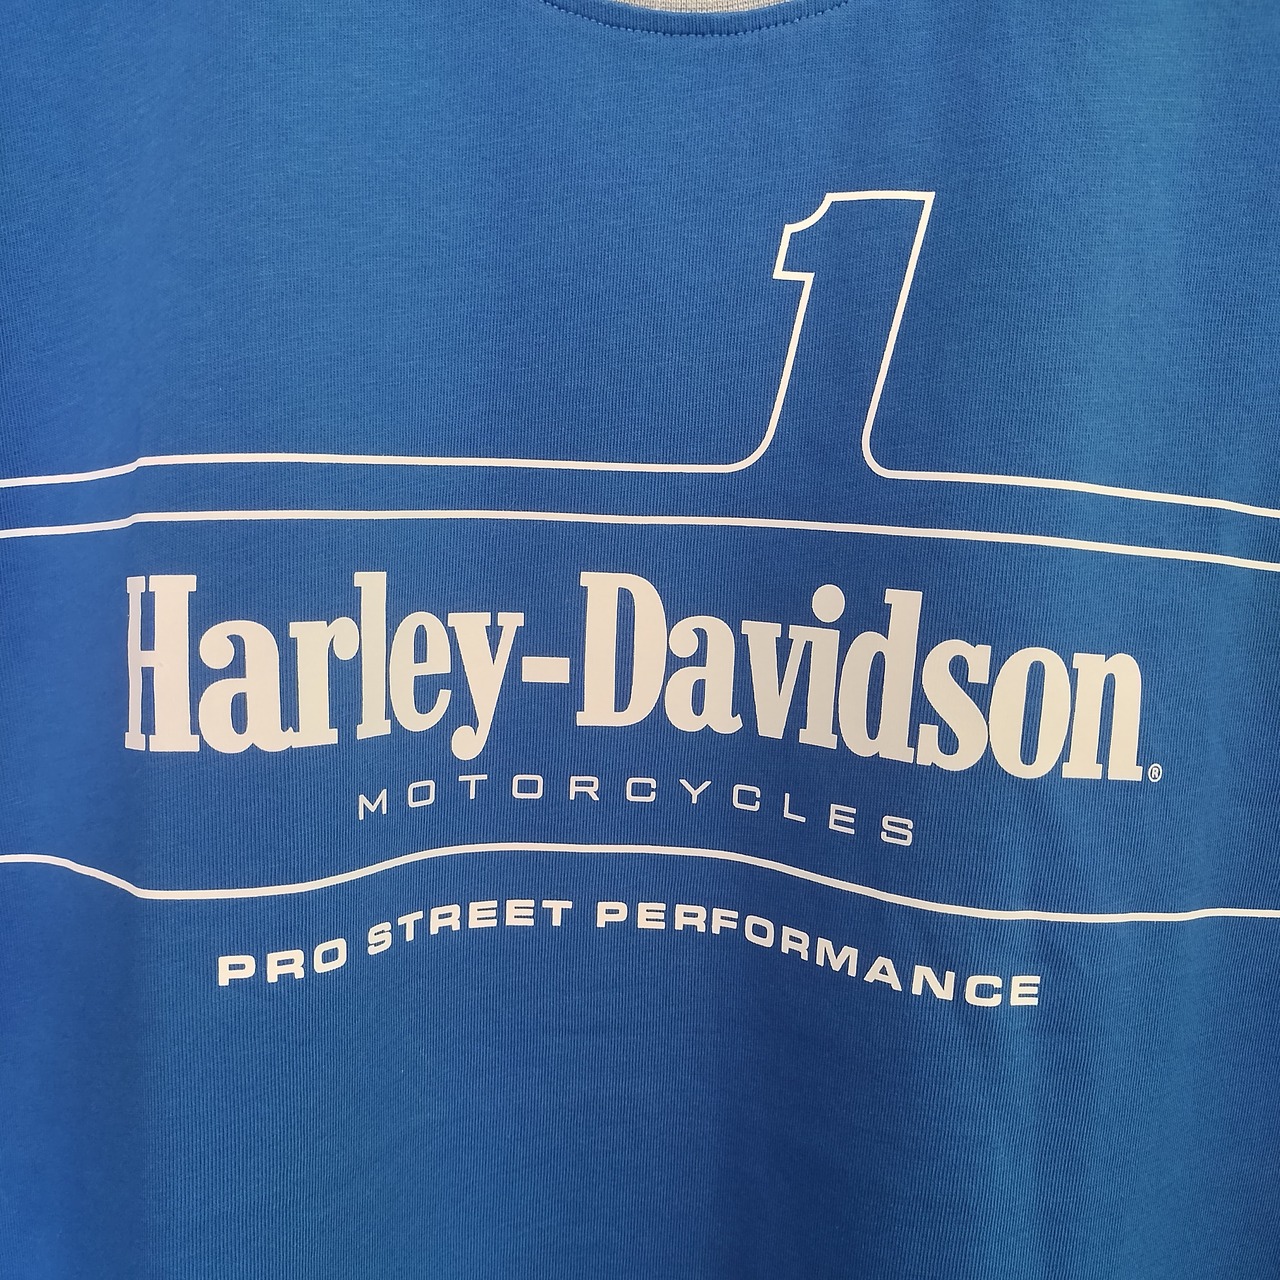 1
Harley-Davidson®
MOTORCYCLES
PRO STREET PERFORMANCE